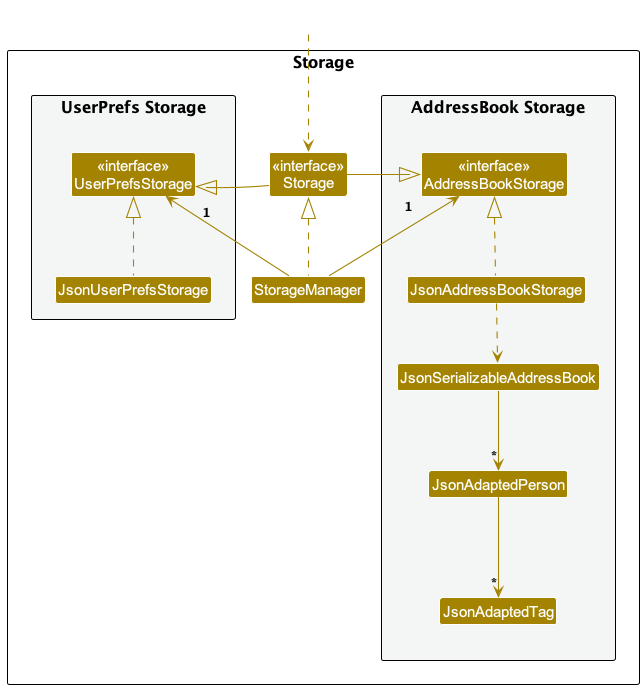 Storage
UserPrefs Storage
AddressBook Storage
«interface»
UserPrefsStorage
«interface»
Storage
«interface»
AddressBookStorage
1
1
JsonUserPrefsStorage
StorageManager
JsonAddressBookStorage
JsonSerializableAddressBook
*
JsonAdaptedPerson
*
JsonAdaptedTag